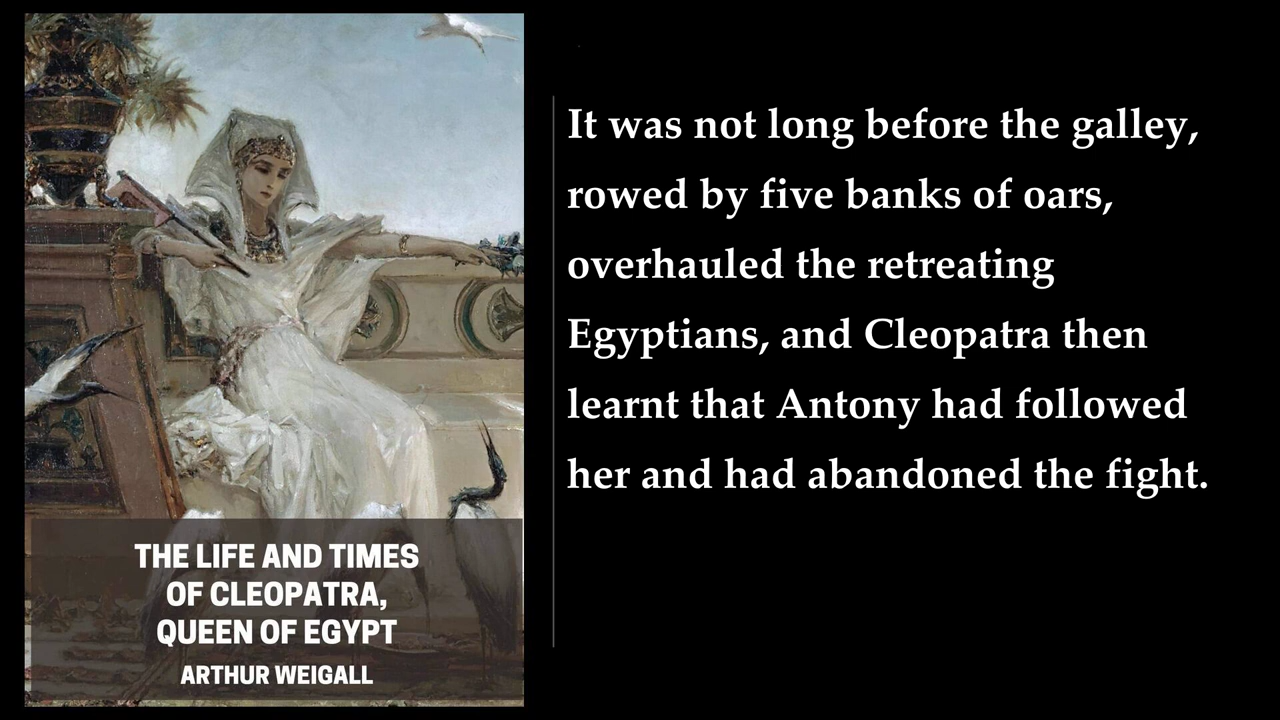 It was not long before the galley,
rowed by five banks of oars,
overhauled the retreating
Egyptians, and Cleopatra then
learnt that Antony had followed
her and had abandoned the fight.
THE LIFE AND TIMES
OF CLEOPATRA,
QUEEN OF EGYPT
ARTHUR WEIGALL